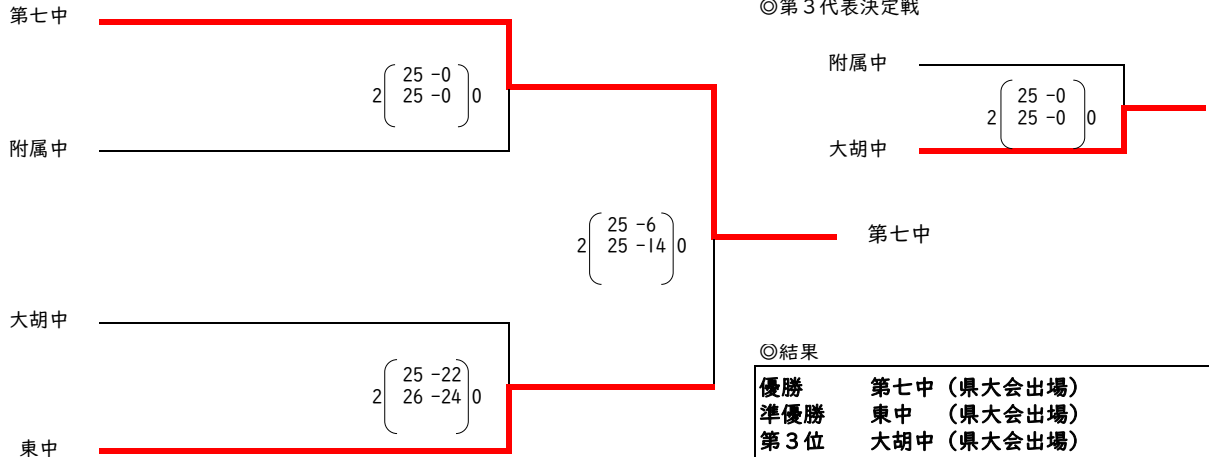 第七中
附属中
2 25 -0 0
25 -0
大胡中
東中
2 25 -22 0
26 -24
2 25 -6 0
25 -14
第七中
◎第３代表決定戦
附属中
大胡中
2 25 -0 0
25 -0
◎結果
優勝 第七中（県大会出場）
準優勝 東中 （県大会出場）
第３位 大胡中（県大会出場）